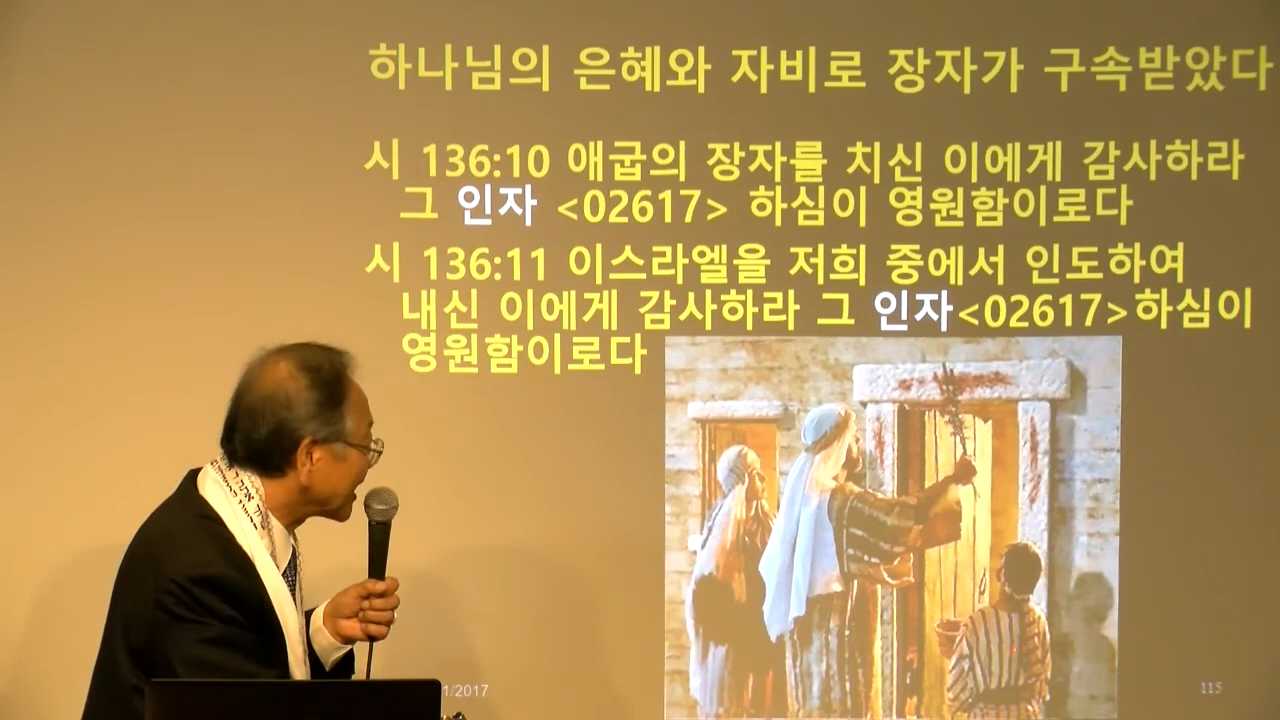 하나님의 은혜와 자비로 장자가 구속받았다
시 136:10 애굽의 장자를 치신 이에게 감사하라
그 인자 <02617> 하심이 영원함이로다
시 136:11 이스라엘을 저희 중에서 인도하여
내신 이에게 감사하라 그 인자<02617>하심이
영원함이로다
1/2017
115